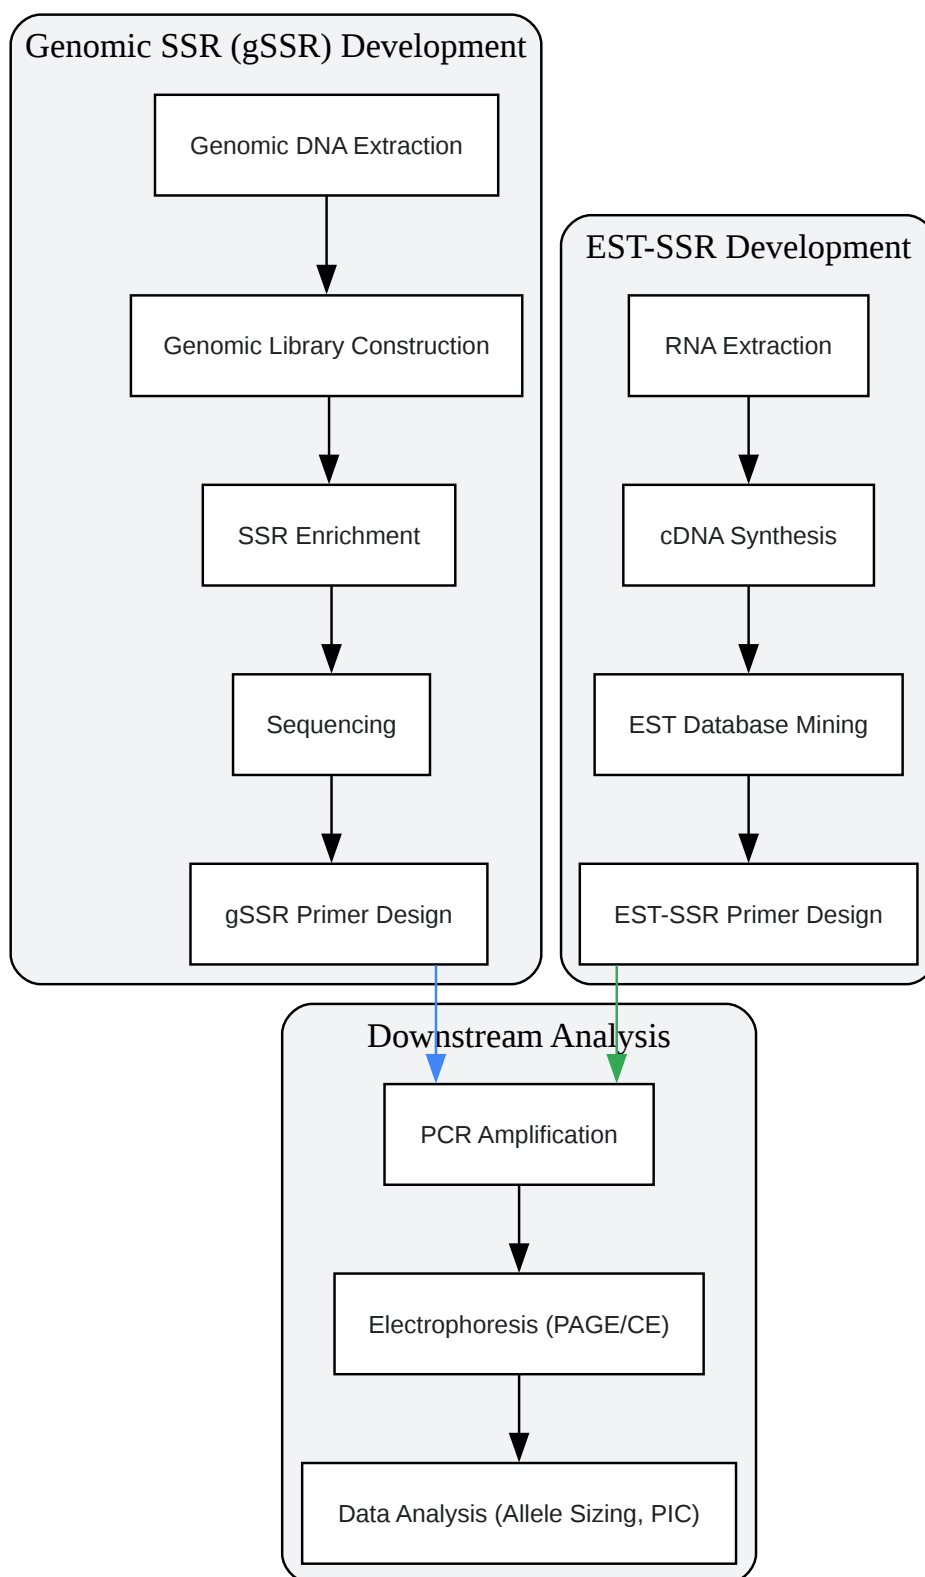 Genomic SSR (gSSR) Development
Genomic DNA Extraction
Genomic Library Construction
SSR Enrichment
Sequencing
gSSR Primer Design
EST-SSR Development
RNA Extraction
cDNA Synthesis
EST Database Mining
EST-SSR Primer Design
Downstream Analysis
PCR Amplification
Electrophoresis (PAGE/CE)
Data Analysis (Allele Sizing, PIC)